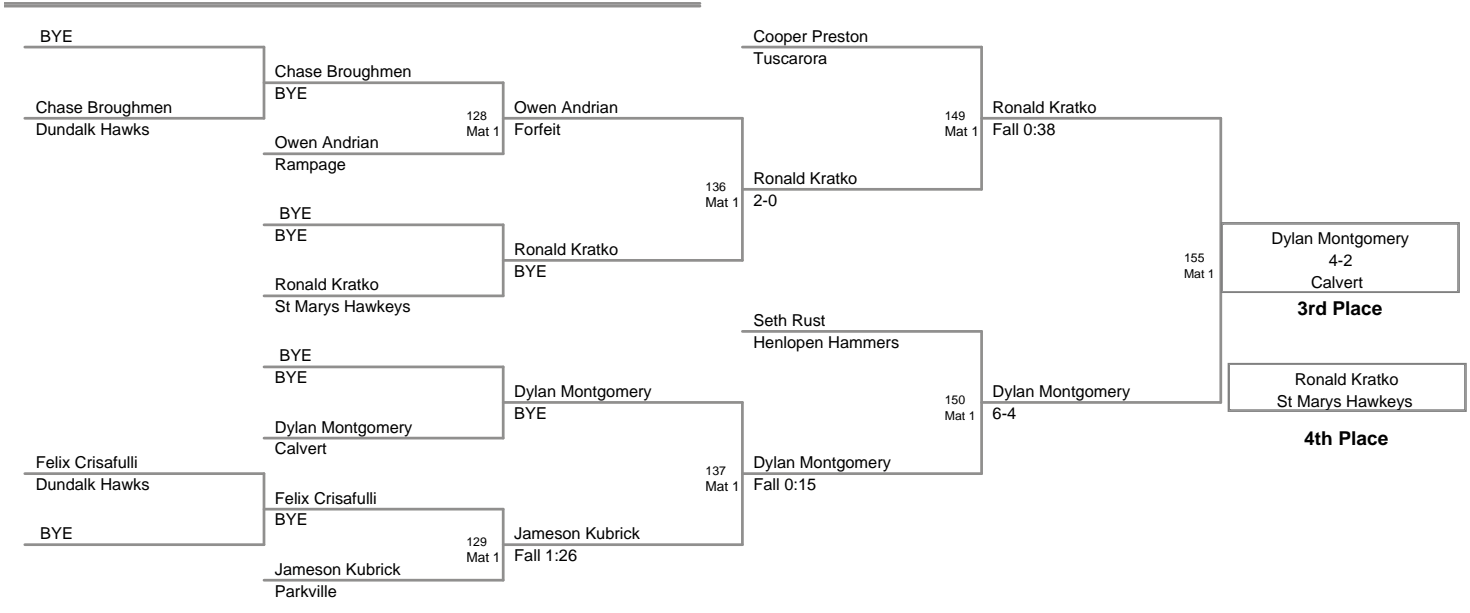 BYE
Chase Broughmen
Dundalk Hawks
Chase Broughmen
BYE
Owen Andrian
Rampage
128
Mat 1
Owen Andrian
Forfeit
BYE
BYE
Ronald Kratko
St Marys Hawkeys
Ronald Kratko
BYE
136
Mat 1
Ronald Kratko
2-0
Cooper Preston
Tuscarora
149
Mat 1
Ronald Kratko
Fall 0:38
BYE
BYE
Dylan Montgomery
Calvert
Dylan Montgomery
BYE
Felix Crisafulli
Dundalk Hawks
BYE
Felix Crisafulli
BYE
Jameson Kubrick
Parkville
129
Mat 1
Jameson Kubrick
Fall 1:26
137
Mat 1
Dylan Montgomery
Fall 0:15
Seth Rust
Henlopen Hammers
150
Mat 1
Dylan Montgomery
6-4
155
Mat 1
Dylan Montgomery
4-2
Calvert
3rd Place
Ronald Kratko
St Marys Hawkeys
4th Place